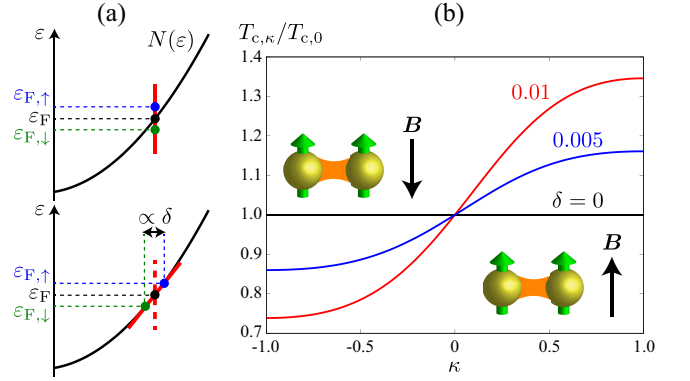 (a)
ε
N(ε)
ε_F,↑
ε_F
ε_F,↓
ε
∝ δ
ε_F,↑
ε_F
ε_F,↓
(b)
T_c,κ/T_c,0
1.4
1.3
1.2
1.1
1.0
0.9
0.8
0.7
0.01
0.005
δ = 0
B
B
-1.0
-0.5
0
0.5
1.0
κ